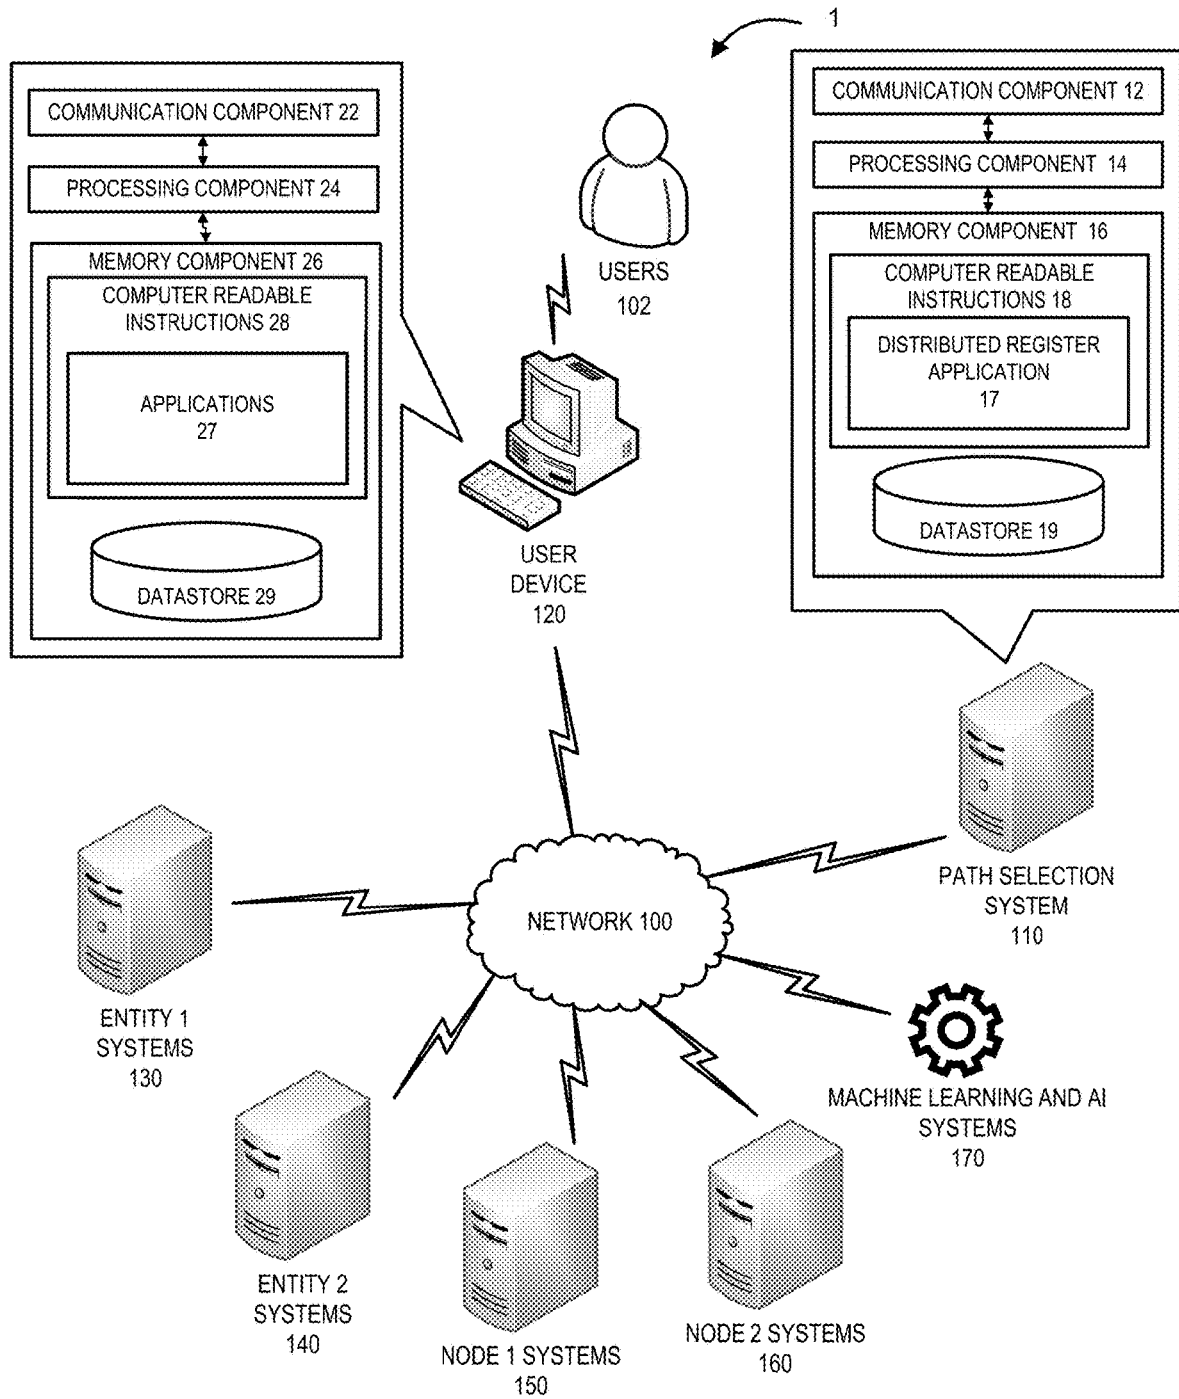 1
COMMUNICATION COMPONENT 22
PROCESSING COMPONENT 24
MEMORY COMPONENT 26
COMPUTER READABLE
INSTRUCTIONS 28
APPLICATIONS
27
DATASTORE 29
USERS
102
COMMUNICATION COMPONENT 12
PROCESSING COMPONENT 14
MEMORY COMPONENT 16
COMPUTER READABLE
INSTRUCTIONS 18
DISTRIBUTED REGISTER
APPLICATION
17
DATASTORE 19
USER
DEVICE
120
NETWORK 100
PATH SELECTION
SYSTEM
110
ENTITY 1
SYSTEMS
130
MACHINE LEARNING AND AI
SYSTEMS
170
ENTITY 2
SYSTEMS
140
NODE 1 SYSTEMS
150
NODE 2 SYSTEMS
160